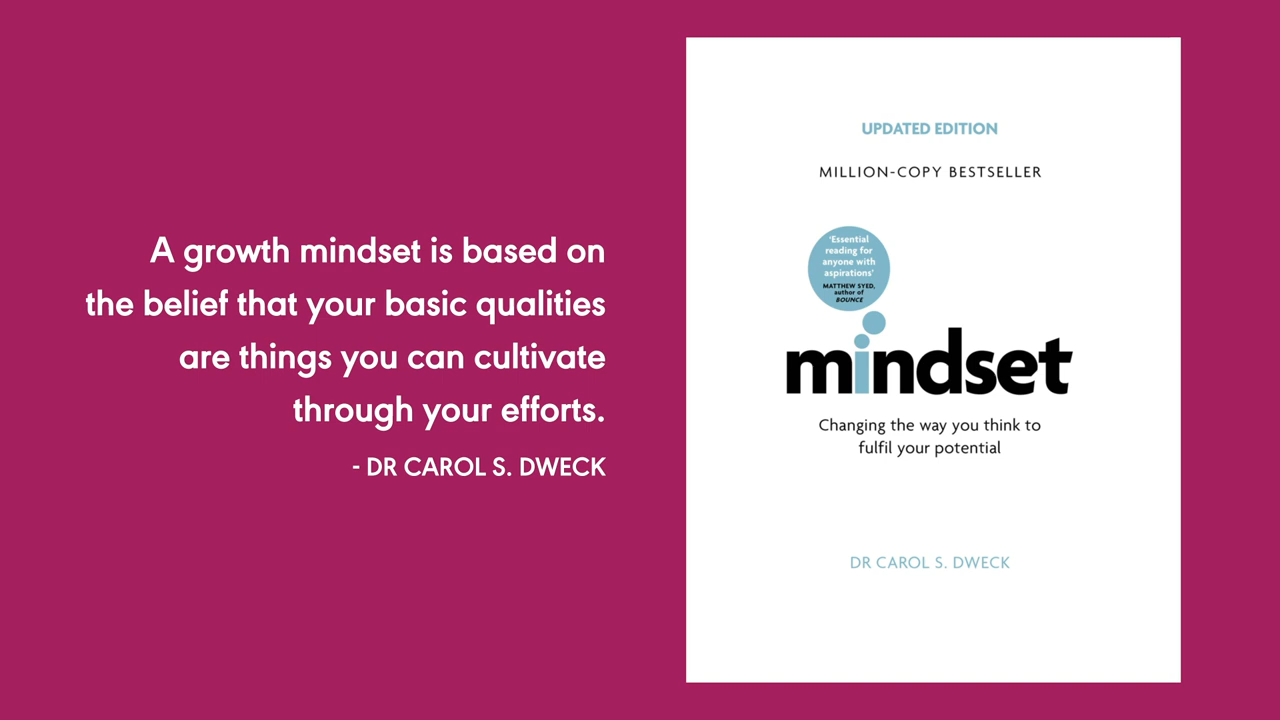 A growth mindset is based on
the belief that your basic qualities
are things you can cultivate
through your efforts.
- DR CAROL S. DWECK
UPDATED EDITION
MILLION-COPY BESTSELLER
'Essential
reading for
anyone with
aspirations'
MATTHEW SYED,
author of
BOUNCE
mindset
Changing the way you think to
fulfil your potential
DR CAROL S. DWECK